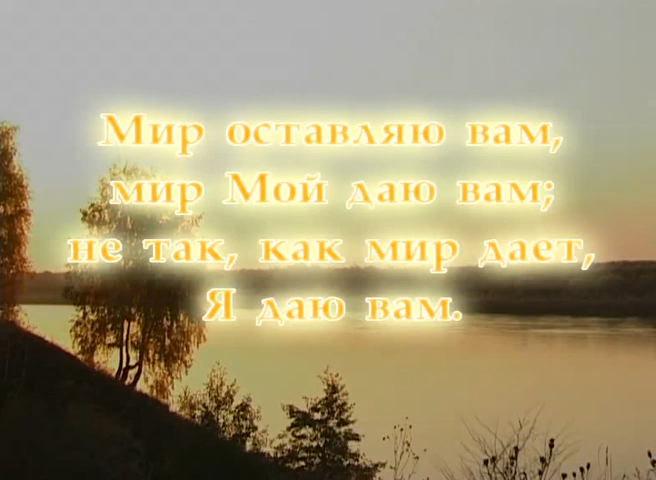 Мир оставляю вам,
мир Мой даю вам;
не так, как мир дает,
Я даю вам.